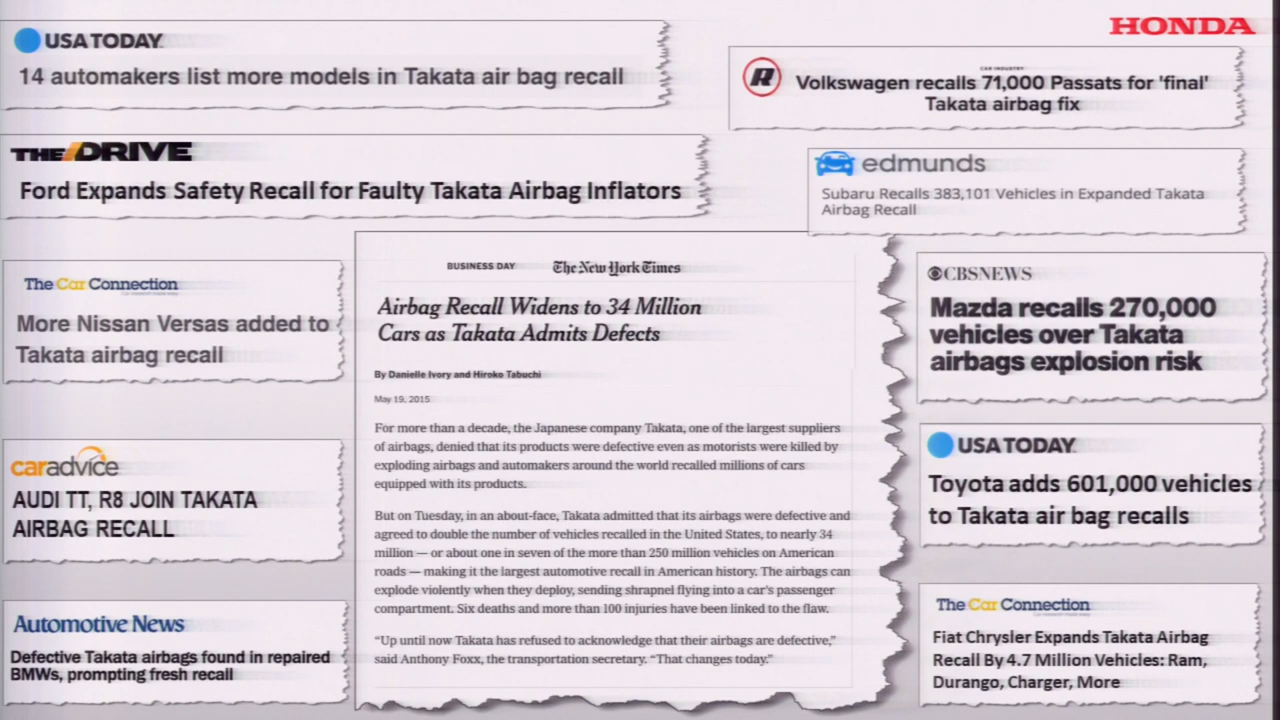 HONDA
USA TODAY
14 automakers list more models in Takata air bag recall
CAR INDUSTRY
R
Volkswagen recalls 71,000 Passats for 'final'
Takata airbag fix
THE/DRIVE
Ford Expands Safety Recall for Faulty Takata Airbag Inflators
edmunds
Subaru Recalls 383,101 Vehicles in Expanded Takata
Airbag Recall
The Car Connection
More Nissan Versas added to
Takata airbag recall
BUSINESS DAY The New York Times
Airbag Recall Widens to 34 Million
Cars as Takata Admits Defects
By Danielle Ivory and Hiroko Tabuchi
May 19, 2015
For more than a decade, the Japanese company Takata, one of the largest suppliers
of airbags, denied that its products were defective even as motorists were killed by
exploding airbags and automakers around the world recalled millions of cars
equipped with its products.
But on Tuesday, in an about-face, Takata admitted that its airbags were defective and
agreed to double the number of vehicles recalled in the United States, to nearly 34
million — or about one in seven of the more than 250 million vehicles on American
roads — making it the largest automotive recall in American history. The airbags can
explode violently when they deploy, sending shrapnel flying into a car's passenger
compartment. Six deaths and more than 100 injuries have been linked to the flaw.
“Up until now Takata has refused to acknowledge that their airbags are defective,”
said Anthony Foxx, the transportation secretary. “That changes today.”
CBSNEWS
Mazda recalls 270,000
vehicles over Takata
airbags explosion risk
caradvice
AUDI TT, R8 JOIN TAKATA
AIRBAG RECALL
USA TODAY
Toyota adds 601,000 vehicles
to Takata air bag recalls
Automotive News
Defective Takata airbags found in repaired
BMWs, prompting fresh recall
The Car Connection
Fiat Chrysler Expands Takata Airbag
Recall By 4.7 Million Vehicles: Ram,
Durango, Charger, More